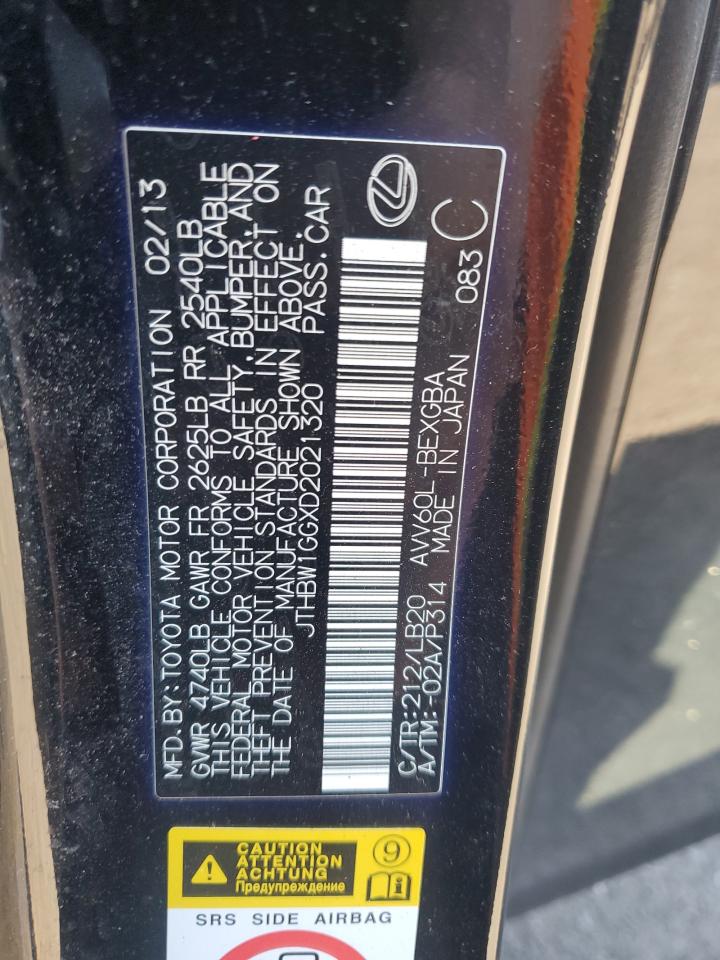 MFD.BY:TOYOTA MOTOR CORPORATION 02/13
GVWR 4740LB GAWR FR 2625LB RR 2540LB
THIS VEHICLE CONFORMS TO ALL APPLICABLE
FEDERAL MOTOR VEHICLE SAFETY,BUMPER,AND
THEFT PREVENTION STANDARDS IN EFFECT ON
THE DATE OF MANUFACTURE SHOWN ABOVE.
JTHBW1GGXD2021320 PASS.CAR
C/TR:212/LB20 AVV60L-BEXGBA 083
A/TM:-02A/P314 MADE IN JAPAN C
CAUTION
ATTENTION
ACHTUNG
Предупреждение
9
SRS SIDE AIRBAG